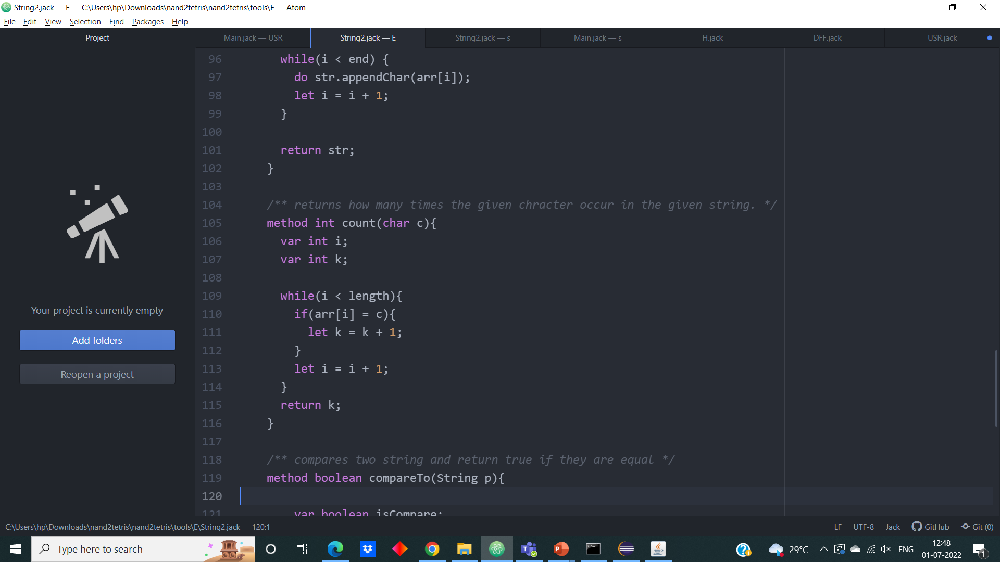 String2.jack — E — C:\Users\hp\Downloads\nand2tetris\nand2tetris\tools\E — Atom
File Edit View Selection Find Packages Help
Project
Main.jack — USR
String2.jack — E
String2.jack — s
Main.jack — s
H.jack
DFF.jack
USR.jack
96 while(i < end) {
97 do str.appendChar(arr[i]);
98 let i = i + 1;
99 }
100
101 return str;
102 }
103
104 /** returns how many times the given chracter occur in the given string. */
105 method int count(char c){
106 var int i;
107 var int k;
108
109 while(i < length){
110 if(arr[i] = c){
111 let k = k + 1;
112 }
113 let i = i + 1;
114 }
115 return k;
116 }
117
118 /** compares two string and return true if they are equal */
119 method boolean compareTo(String p){
120
121 var boolean isCompare;
Your project is currently empty
Add folders
Reopen a project
C:\Users\hp\Downloads\nand2tetris\nand2tetris\tools\E\String2.jack 120:1
LF UTF-8 Jack GitHub Git (0)
Type here to search
29°C
ENG
12:48
01-07-2022
1